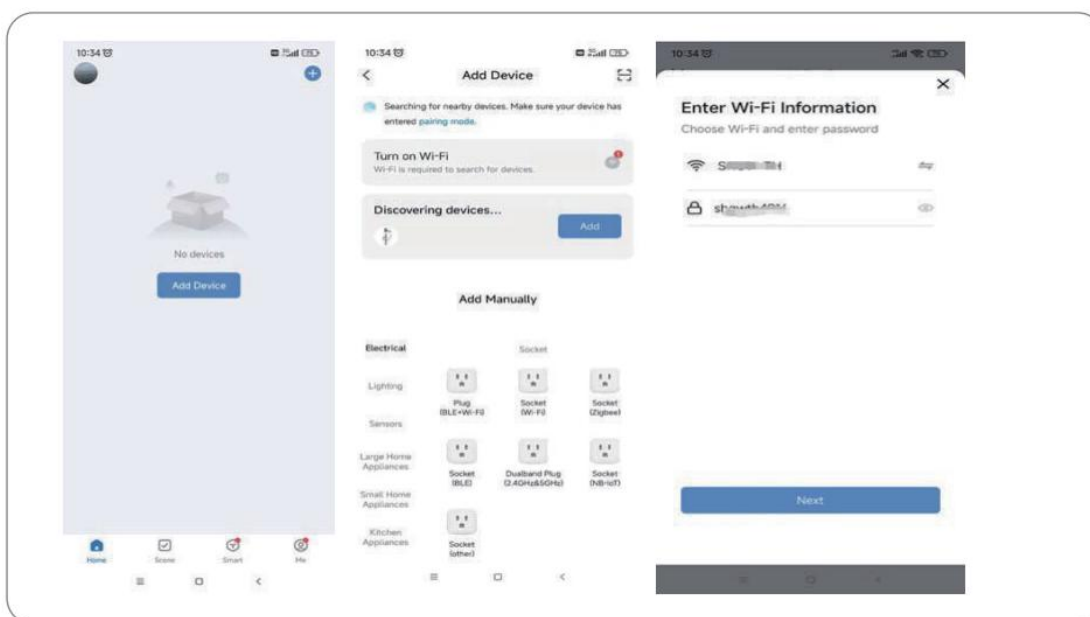 10:34
No devices
Add Device
Home
Scene
Smart
Me
10:34
Add Device
Searching for nearby devices. Make sure your device has
entered pairing mode.
Turn on Wi-Fi
Wi-Fi is required to search for devices.
Discovering devices...
Add
Add Manually
Electrical
Socket
Lighting
Plug
(BLE+Wi-Fi)
Socket
(Wi-Fi)
Socket
(Zigbee)
Sensors
Large Home
Appliances
Socket
(BLE)
Dualband Plug
(2.4GHz&5GHz)
Socket
(NB-IoT)
Small Home
Appliances
Kitchen
Appliances
Socket
(other)
10:34
Enter Wi-Fi Information
Choose Wi-Fi and enter password
Next